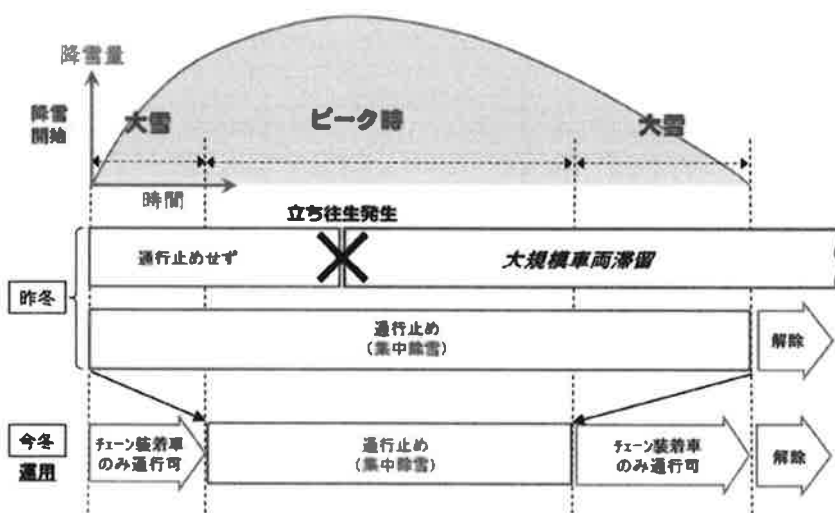 降雪量
降雪
開始
大雪
ピーク時
大雪
時間
立ち往生発生
昨冬
通行止めせず
大規模車両滞留
通行止め
(集中除雪)
解除
今冬
運用
チェーン装着車
のみ通行可
通行止め
(集中除雪)
チェーン装着車
のみ通行可
解除